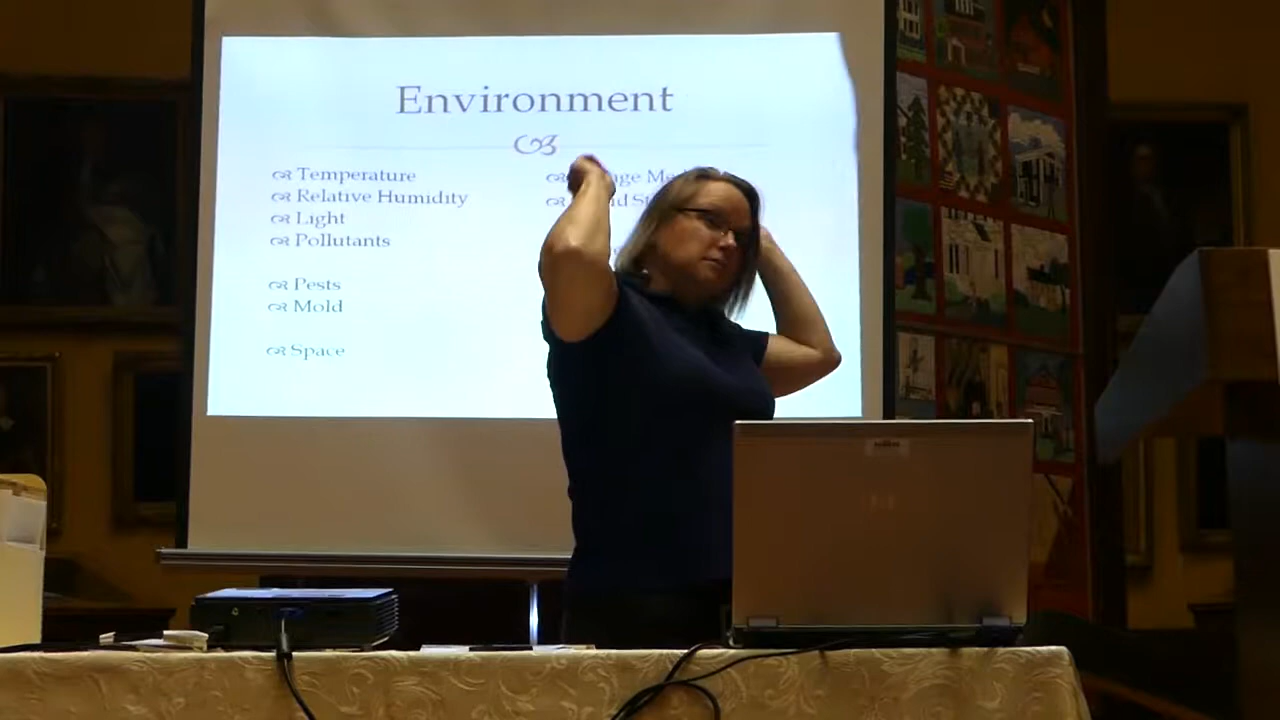 Environment
Temperature
Relative Humidity
Light
Pollutants
Pests
Mold
Space